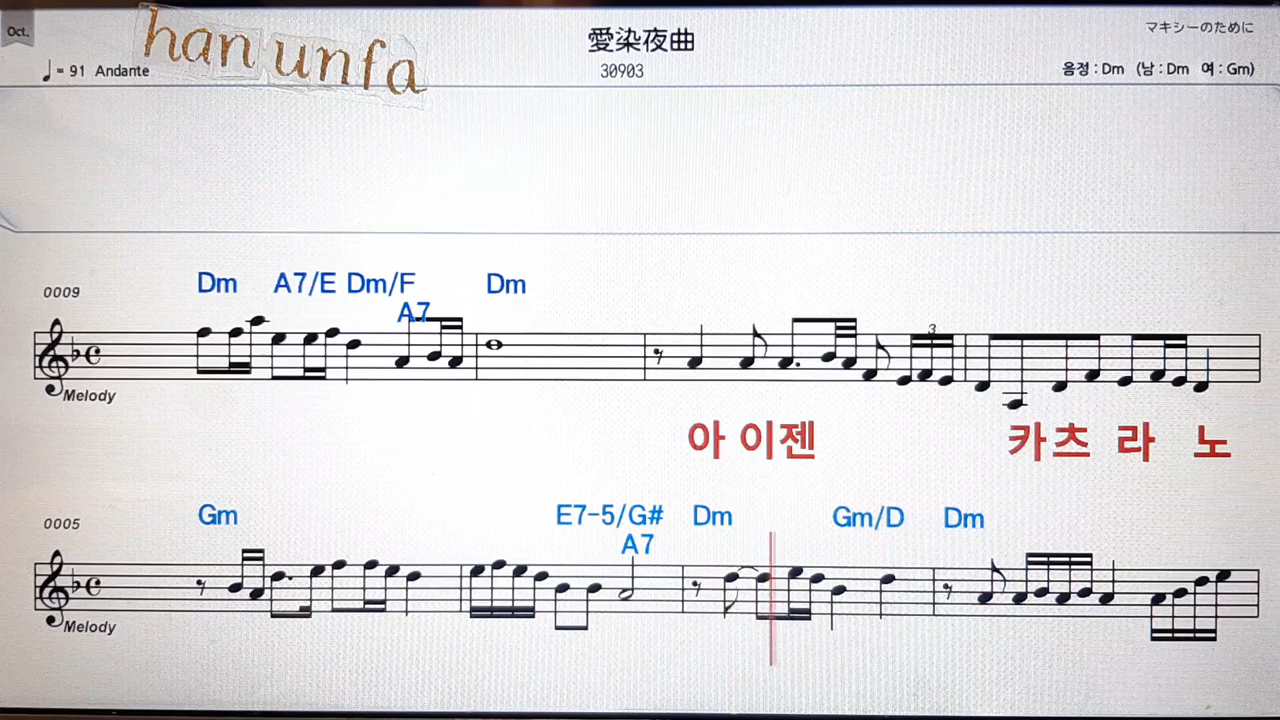 Oct.
han unfa
愛染夜曲
マキシーのために
♩= 91 Andante
30903
음정 : Dm (남 : Dm 여 : Gm)
Dm A7/E Dm/F Dm
A7
0009
3
Melody
아 이젠 카츠 라 노
Gm E7-5/G# Dm Gm/D Dm
A7
0005
Melody